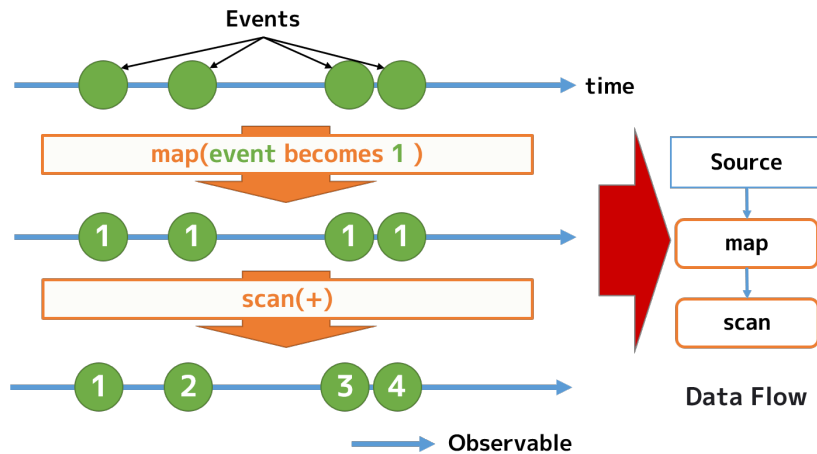 Events
time
map(event becomes 1 )
1 1 1 1
scan(+)
1 2 3 4
Observable
Source
map
scan
Data Flow